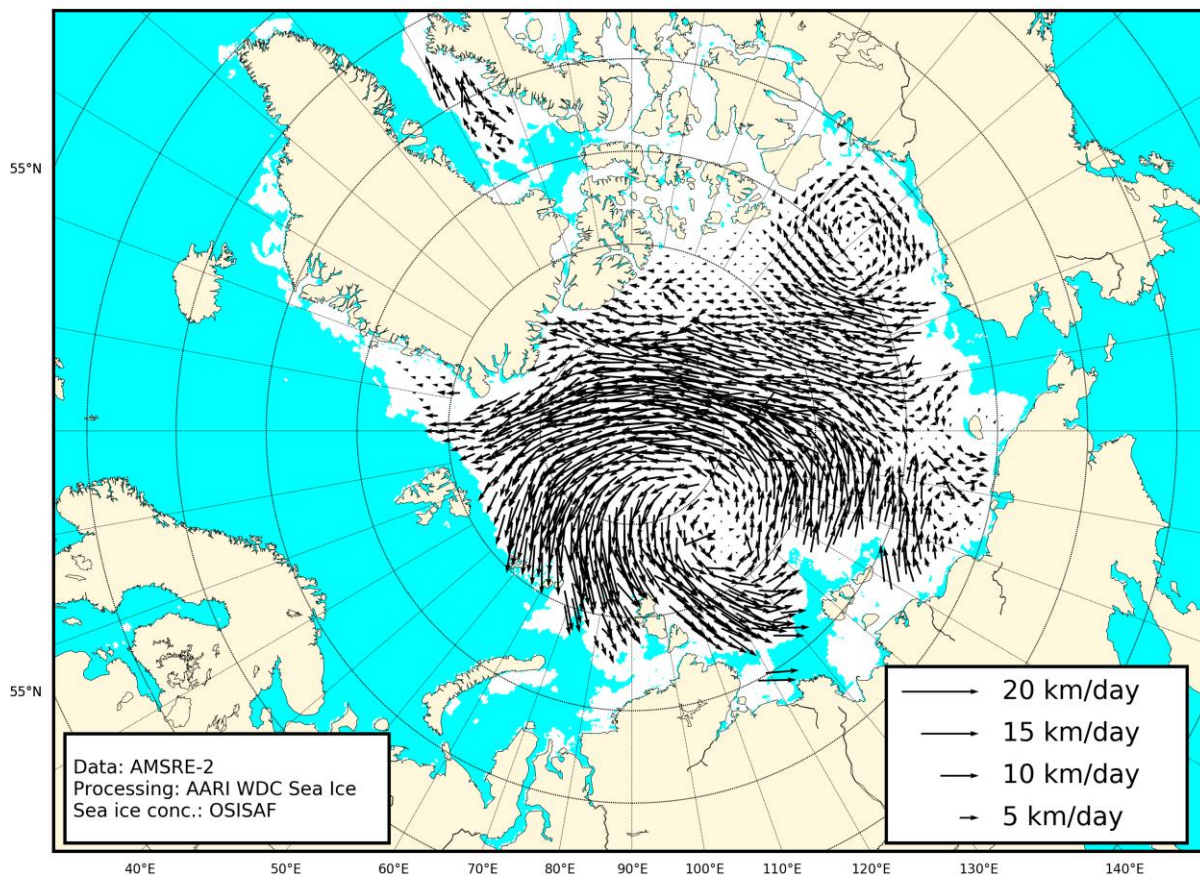 55°N
55°N
20 km/day
15 km/day
10 km/day
5 km/day
Data: AMSRE-2
Processing: AARI WDC Sea Ice
Sea ice conc.: OSISAF
40°E 50°E 60°E 70°E 80°E 90°E 100°E 110°E 120°E 130°E 140°E